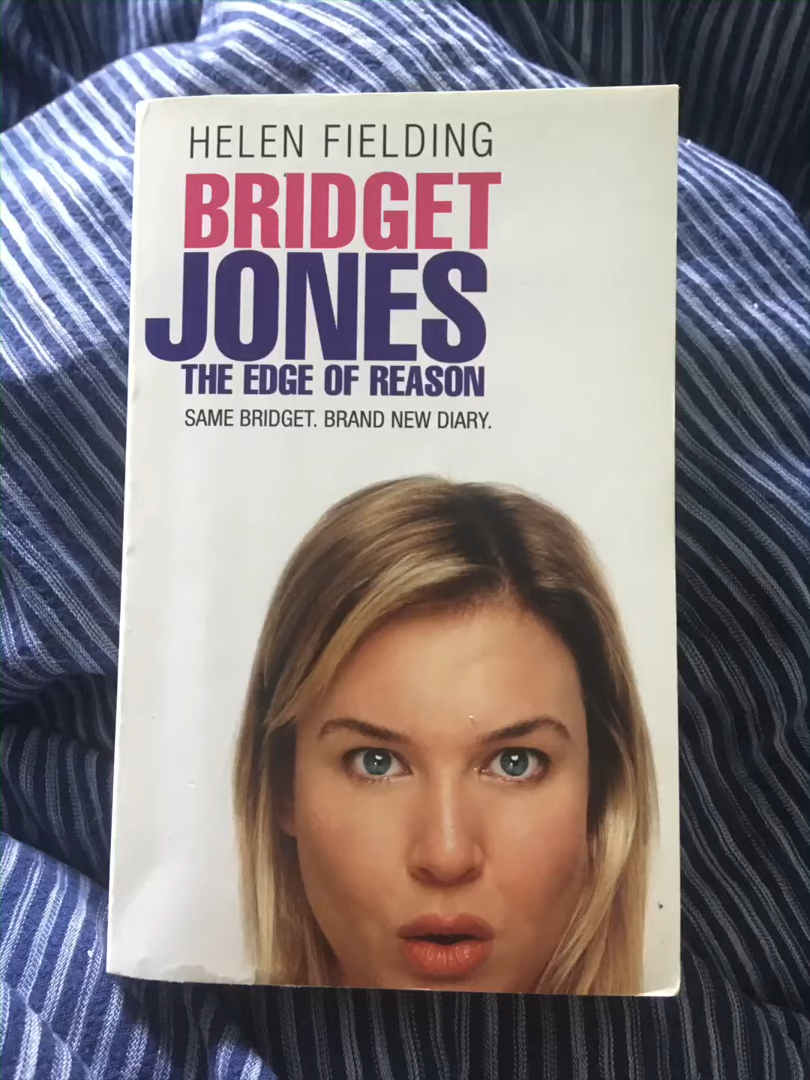 HELEN FIELDING
BRIDGET
JONES
THE EDGE OF REASON
SAME BRIDGET. BRAND NEW DIARY.